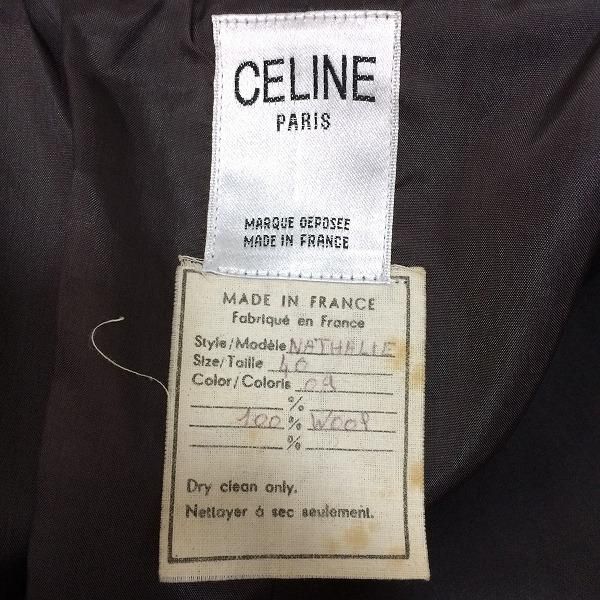 CELINE
PARIS
MARQUE DEPOSEE
MADE IN FRANCE
MADE IN FRANCE
Fabriqué en France
Style/Modèle NATHALIE
Size/Taille 40
Color/Coloris 09
%
100 % WOOl
%
Dry clean only.
Nettoyer à sec seulement.